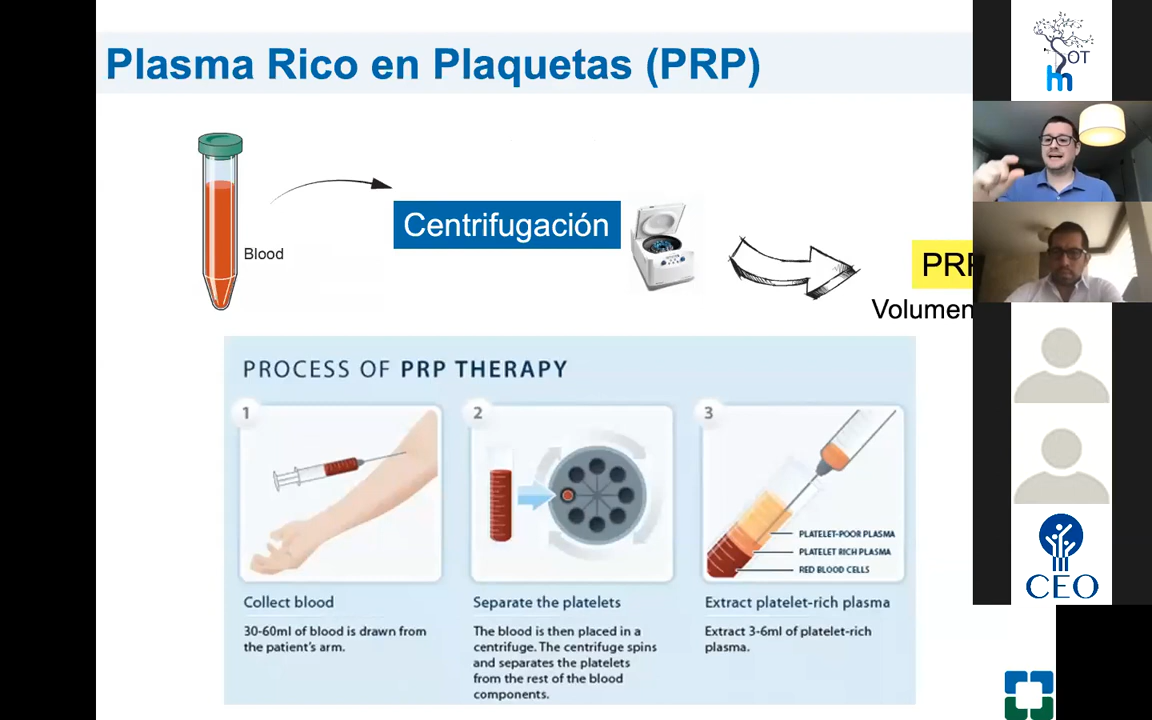 Plasma Rico en Plaquetas (PRP)
OT
hm
Blood
Centrifugación
PRP
Volumen
PROCESS OF PRP THERAPY
1
2
3
PLATELET-POOR PLASMA
PLATELET RICH PLASMA
RED BLOOD CELLS
Collect blood
30-60ml of blood is drawn from
the patient's arm.
Separate the platelets
The blood is then placed in a
centrifuge. The centrifuge spins
and separates the platelets
from the rest of the blood
components.
Extract platelet-rich plasma
Extract 3-6ml of platelet-rich
plasma.
CEO